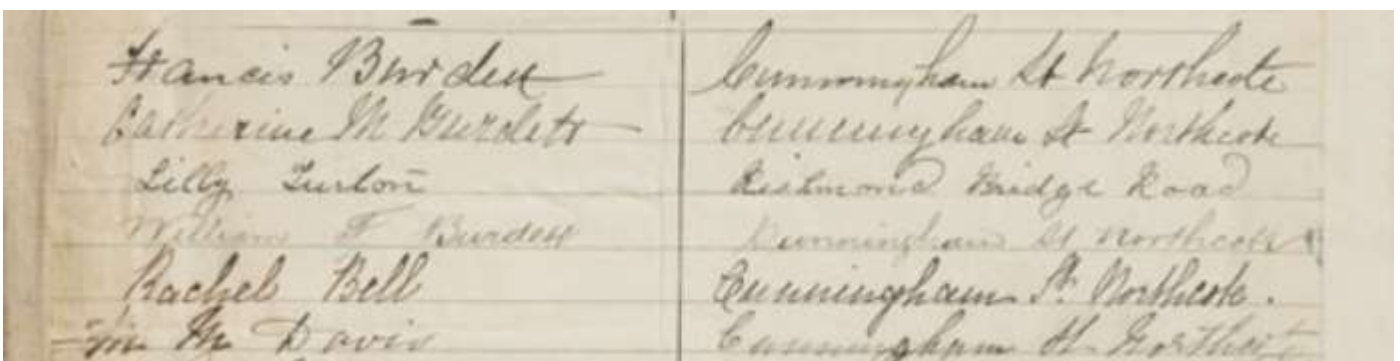 Francis Burdett Cunningham St Northcote
Catherine M Burdett Cunningham St Northcote
Lilly Turton Richmond Bridge Road
William F Burdett Cunningham St Northcote
Rachel Bell Cunningham St Northcote.
M Davis Cunningham St Northcote